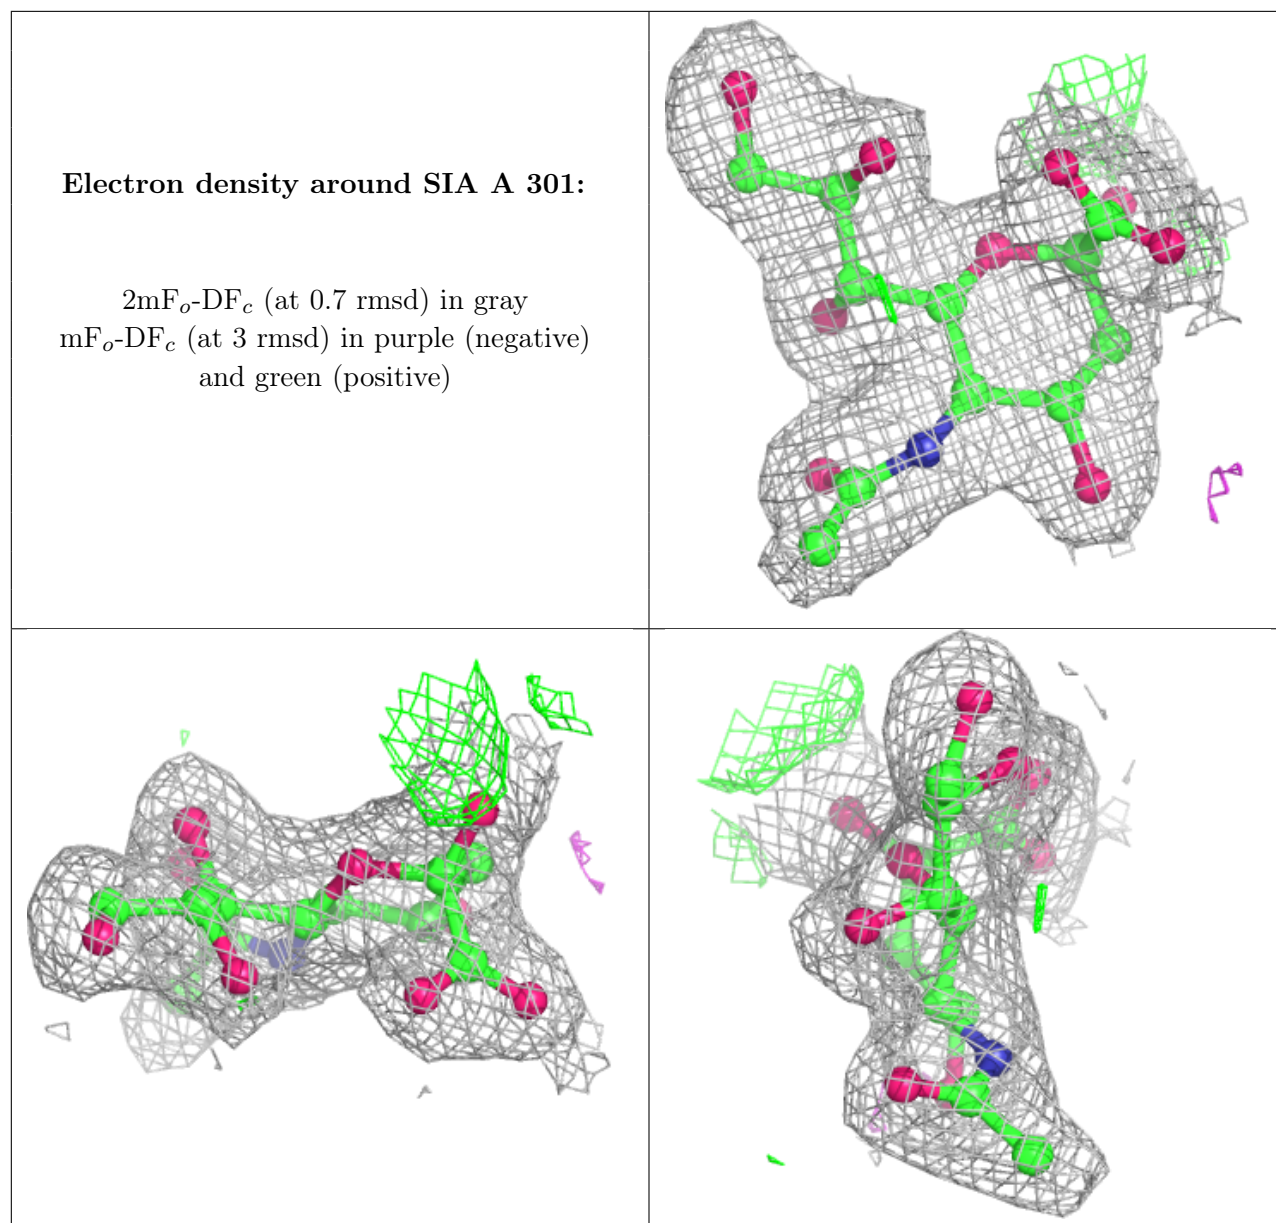 Electron density around SIA A 301:
2mFo-DFc (at 0.7 rmsd) in gray
mFo-DFc (at 3 rmsd) in purple (negative)
and green (positive)